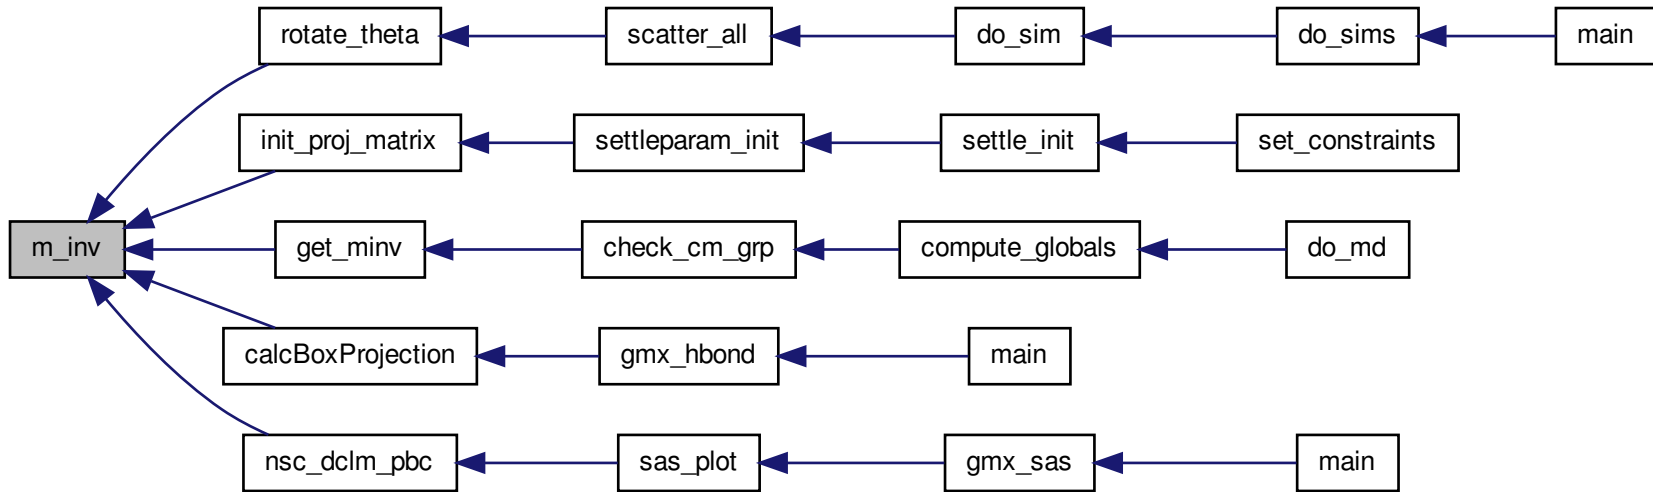 rotate_theta
scatter_all
do_sim
do_sims
main
init_proj_matrix
settleparam_init
settle_init
set_constraints
m_inv
get_minv
check_cm_grp
compute_globals
do_md
calcBoxProjection
gmx_hbond
main
nsc_dclm_pbc
sas_plot
gmx_sas
main